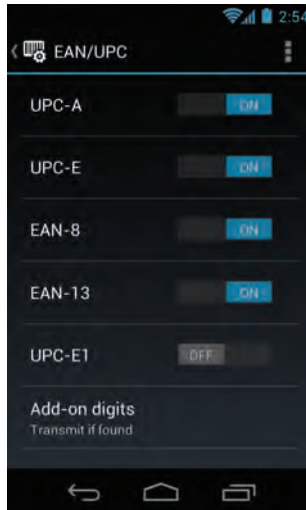 2:54
EAN/UPC
UPC-A ON
UPC-E ON
EAN-8 ON
EAN-13 ON
UPC-E1 OFF
Add-on digits
Transmit if found